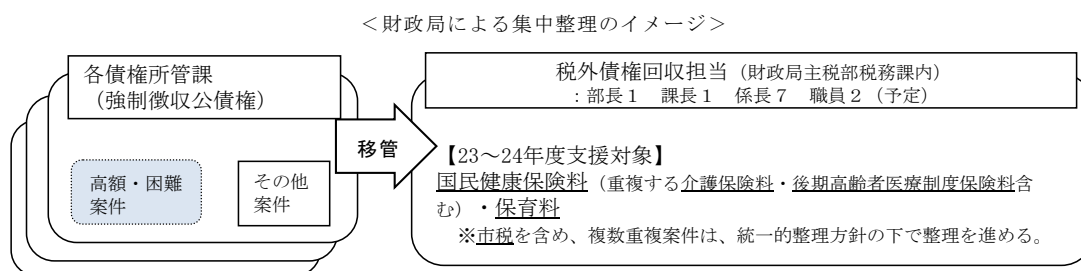 ＜財政局による集中整理のイメージ＞
各債権所管課
（強制徴収公債権）
高額・困難
案件
その他
案件
移管
税外債権回収担当（財政局主税部税務課内）
：部長１　課長１　係長７　職員２（予定）
【23～24年度支援対象】
国民健康保険料（重複する介護保険料・後期高齢者医療制度保険料含
む）・保育料
※市税を含め、複数重複案件は、統一的整理方針の下で整理を進める。